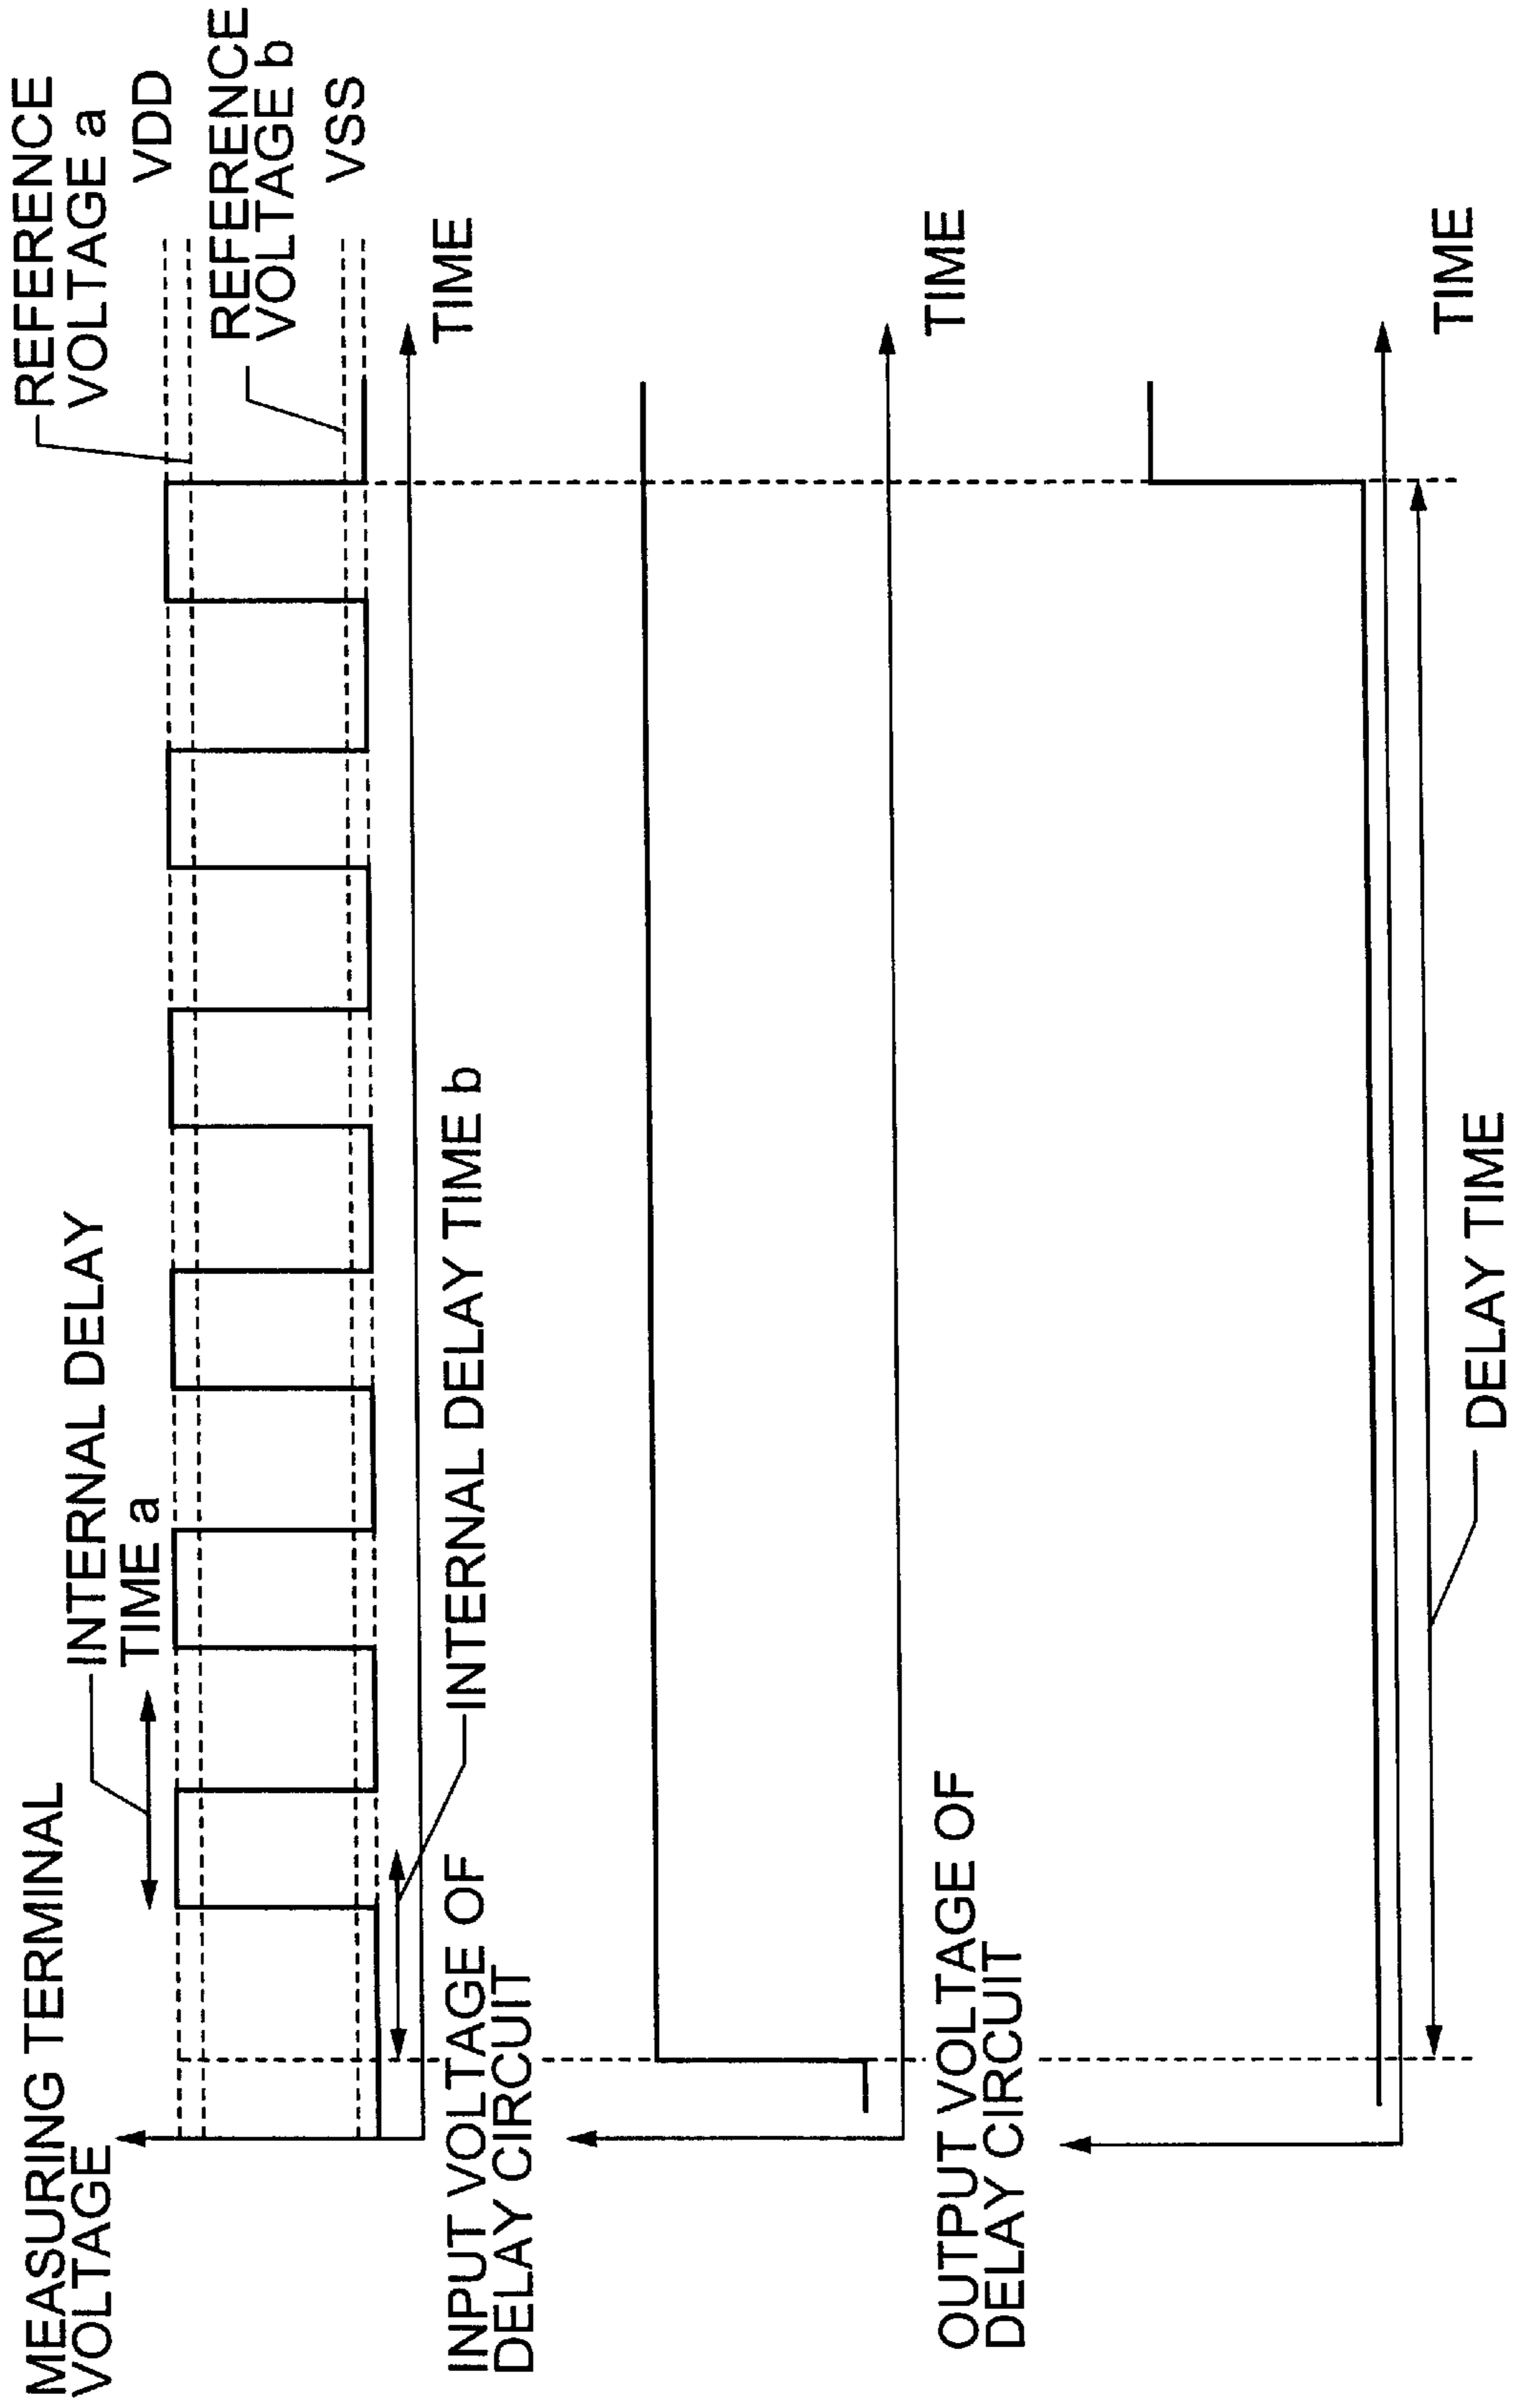 MEASURING TERMINAL
VOLTAGE
INTERNAL DELAY
TIME a
REFERENCE
VOLTAGE a
VDD
REFERENCE
VOLTAGE b
VSS
TIME
INTERNAL DELAY TIME b
INPUT VOLTAGE OF
DELAY CIRCUIT
TIME
OUTPUT VOLTAGE OF
DELAY CIRCUIT
TIME
DELAY TIME